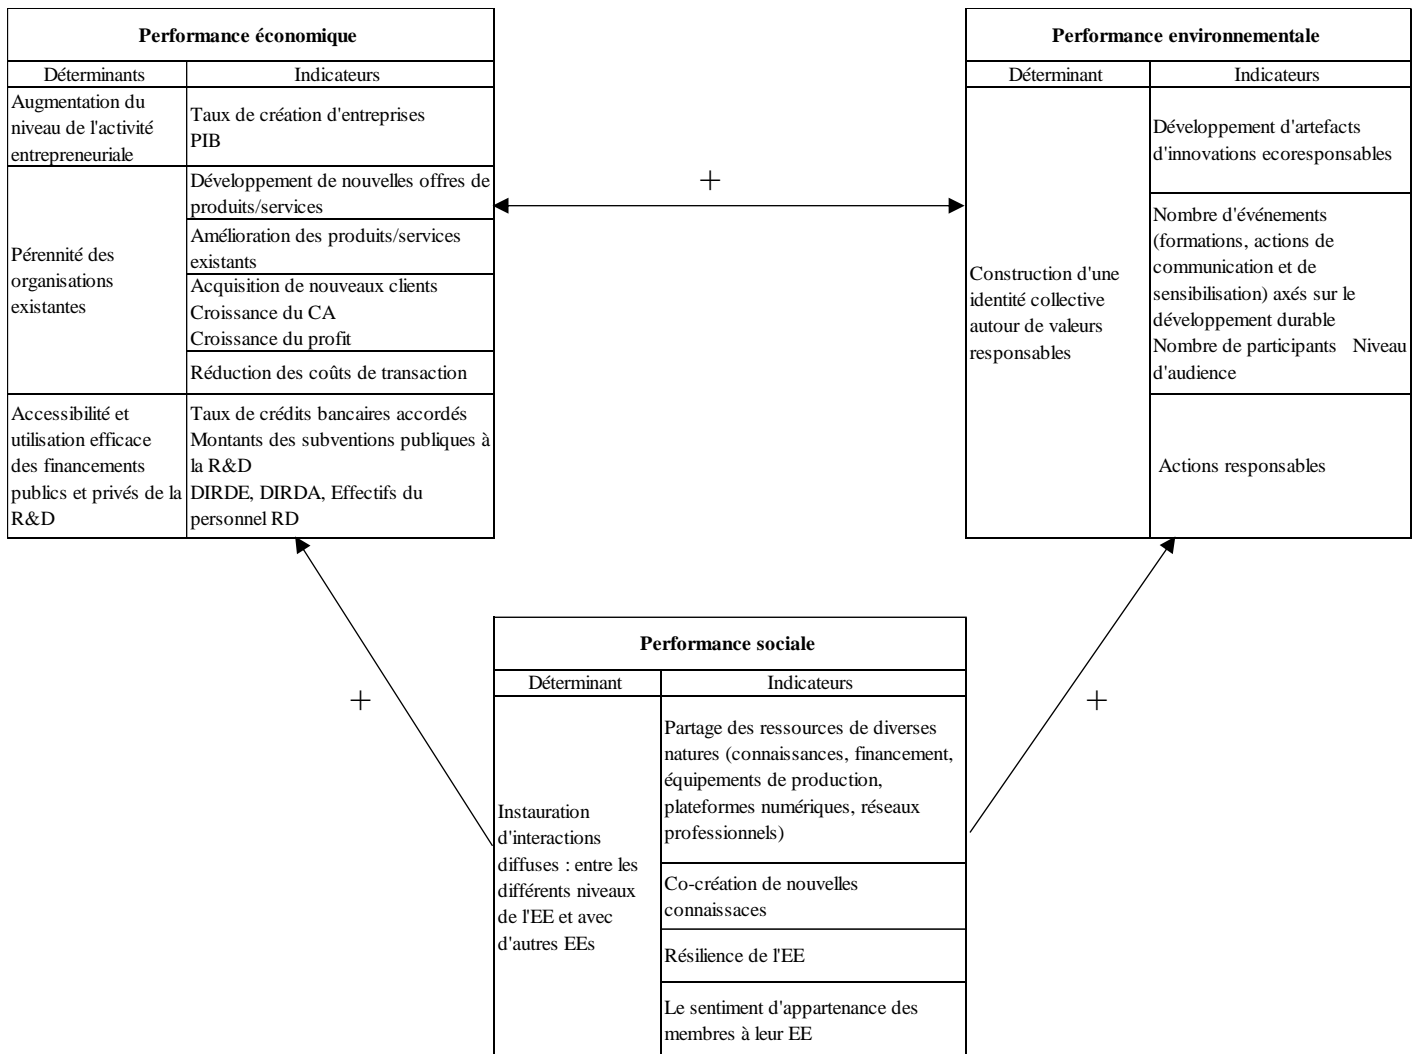 Performance économique
Déterminants
Indicateurs
Augmentation du
niveau de l'activité
entrepreneuriale
Taux de création d'entreprises
PIB
Pérennité des
organisations
existantes
Développement de nouvelles offres de
produits/services
Amélioration des produits/services
existants
Acquisition de nouveaux clients
Croissance du CA
Croissance du profit
Réduction des coûts de transaction
Accessibilité et
utilisation efficace
des financements
publics et privés de la
R&D
Taux de crédits bancaires accordés
Montants des subventions publiques à
la R&D
DIRDE, DIRDA, Effectifs du
personnel RD
+
Performance environnementale
Déterminant
Indicateurs
Construction d'une
identité collective
autour de valeurs
responsables
Développement d'artefacts
d'innovations ecoresponsables
Nombre d'événements
(formations, actions de
communication et de
sensibilisation) axés sur le
développement durable
Nombre de participants Niveau
d'audience
Actions responsables
+
+
Performance sociale
Déterminant
Indicateurs
Instauration
d'interactions
diffuses : entre les
différents niveaux
de l'EE et avec
d'autres EEs
Partage des ressources de diverses
natures (connaissances, financement,
équipements de production,
plateformes numériques, réseaux
professionnels)
Co-création de nouvelles
connaissaces
Résilience de l'EE
Le sentiment d'appartenance des
membres à leur EE